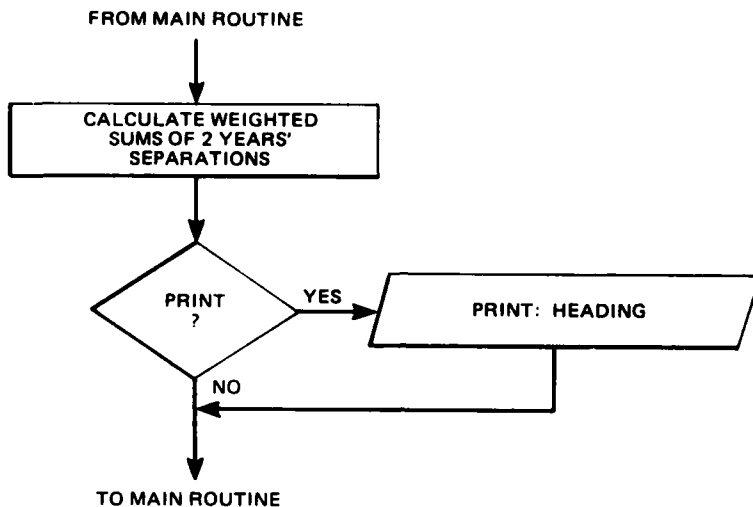 FROM MAIN ROUTINE
CALCULATE WEIGHTED
SUMS OF 2 YEARS'
SEPARATIONS
PRINT
?
YES
PRINT: HEADING
NO
TO MAIN ROUTINE